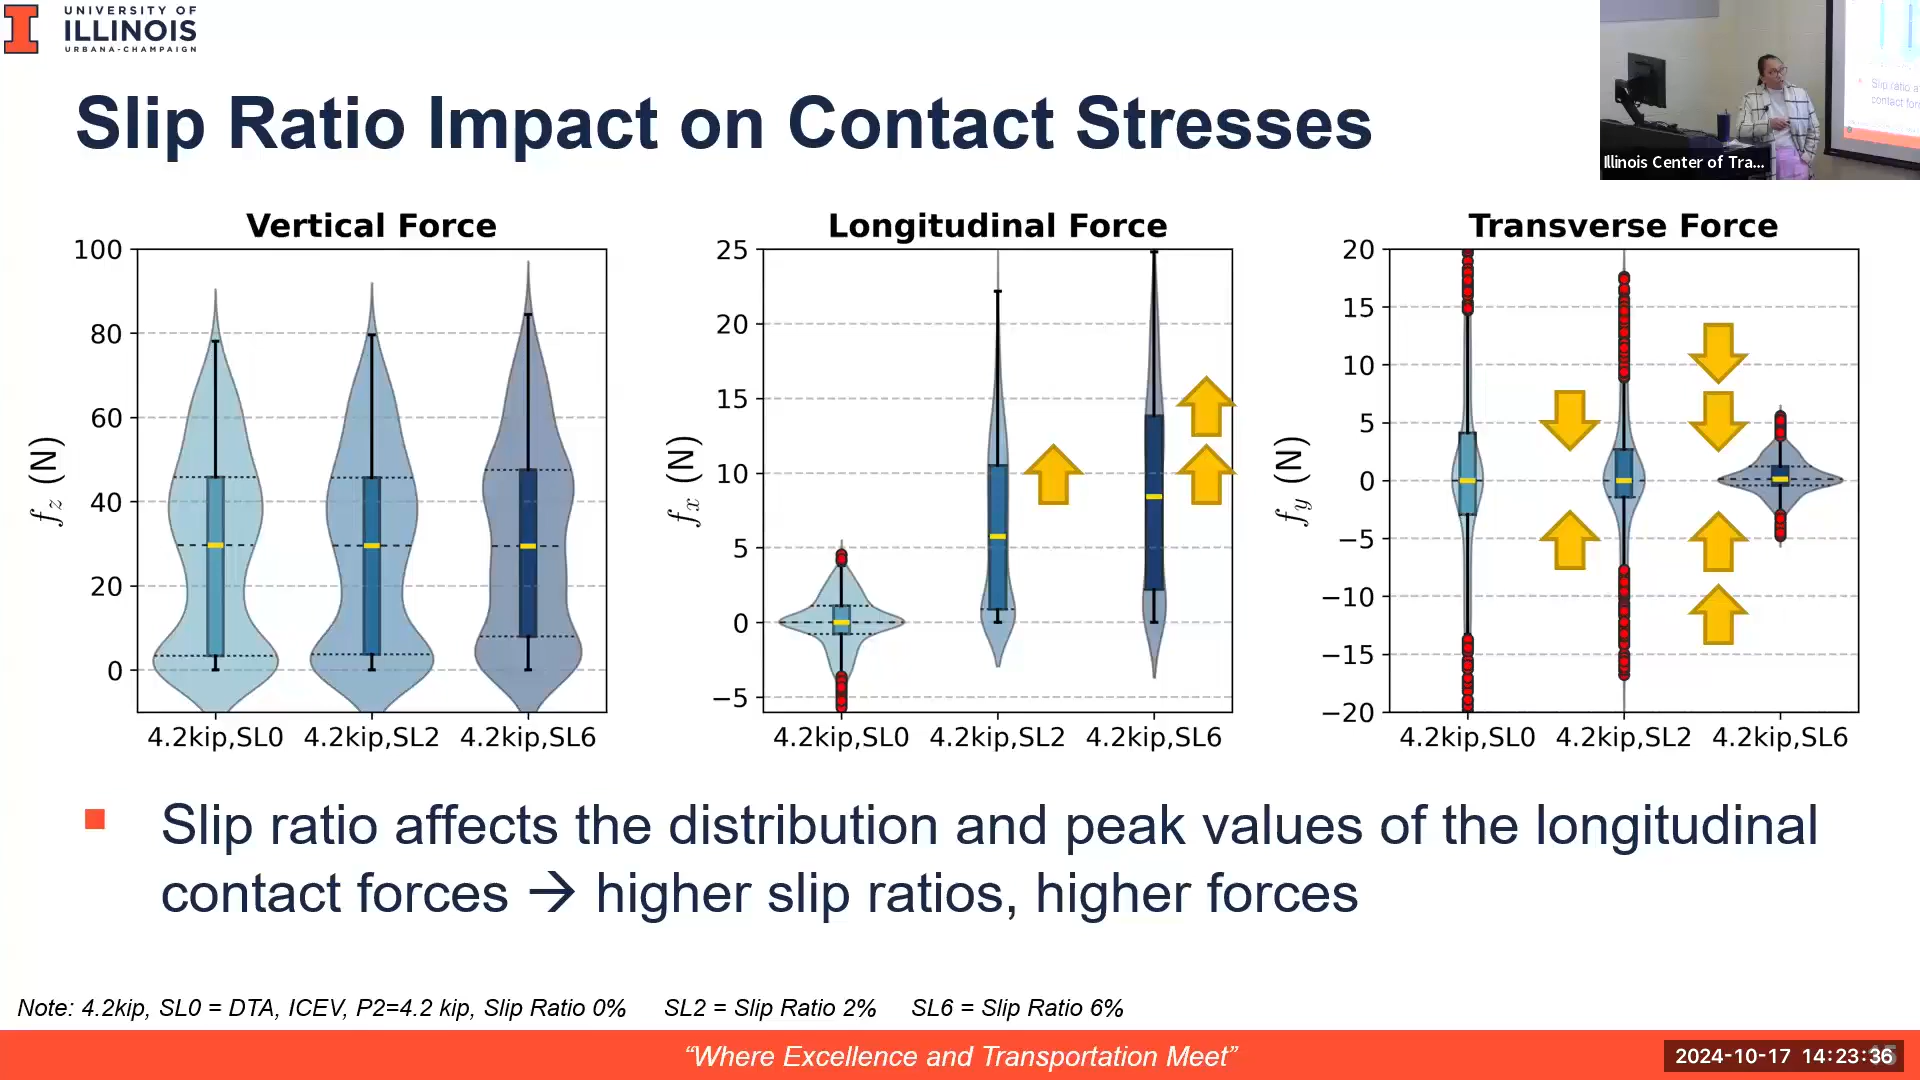 UNIVERSITY OF
ILLINOIS
URBANA-CHAMPAIGN
Slip Ratio Impact on Contact Stresses
Illinois Center of Tra...
Slip ratio a
contact for
Vertical Force
100
80
60
40
20
0
f_z (N)
4.2kip,SL0 4.2kip,SL2 4.2kip,SL6
Longitudinal Force
25
20
15
10
5
0
−5
f_x (N)
4.2kip,SL0 4.2kip,SL2 4.2kip,SL6
Transverse Force
20
15
10
5
0
−5
−10
−15
−20
f_y (N)
4.2kip,SL0 4.2kip,SL2 4.2kip,SL6
Slip ratio affects the distribution and peak values of the longitudinal
contact forces → higher slip ratios, higher forces
Note: 4.2kip, SL0 = DTA, ICEV, P2=4.2 kip, Slip Ratio 0% SL2 = Slip Ratio 2% SL6 = Slip Ratio 6%
“Where Excellence and Transportation Meet”
2024-10-17 14:23:36